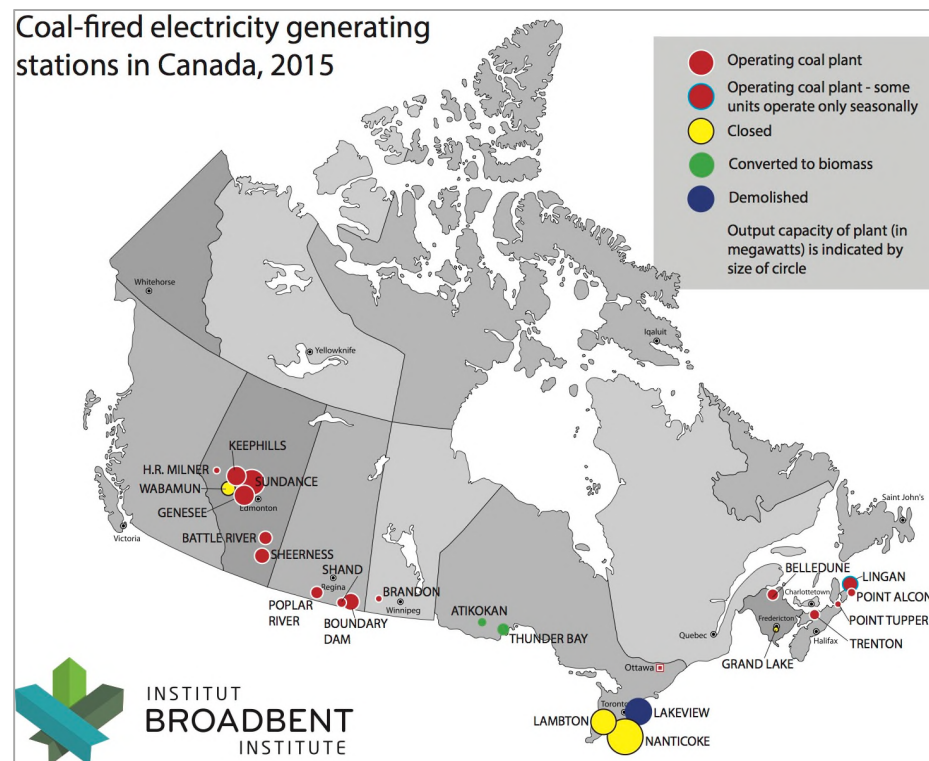 Coal-fired electricity generating
stations in Canada, 2015
Operating coal plant
Operating coal plant - some
units operate only seasonally
Closed
Converted to biomass
Demolished
Output capacity of plant (in
megawatts) is indicated by
size of circle
Whitehorse
Yellowknife
Iqaluit
KEEPHILLS
H.R. MILNER
SUNDANCE
WABAMUN
GENESEE
Edmonton
Victoria
BATTLE RIVER
SHEERNESS
SHAND
Regina
POPLAR
RIVER
BOUNDARY
DAM
BRANDON
Winnipeg
ATIKOKAN
THUNDER BAY
Saint John's
BELLEDUNE
LINGAN
Charlottetown
POINT ALCON
POINT TUPPER
Fredericton
Halifax
TRENTON
Quebec
GRAND LAKE
Ottawa
Toronto
LAKEVIEW
LAMBTON
NANTICOKE
INSTITUT
BROADBENT
INSTITUTE